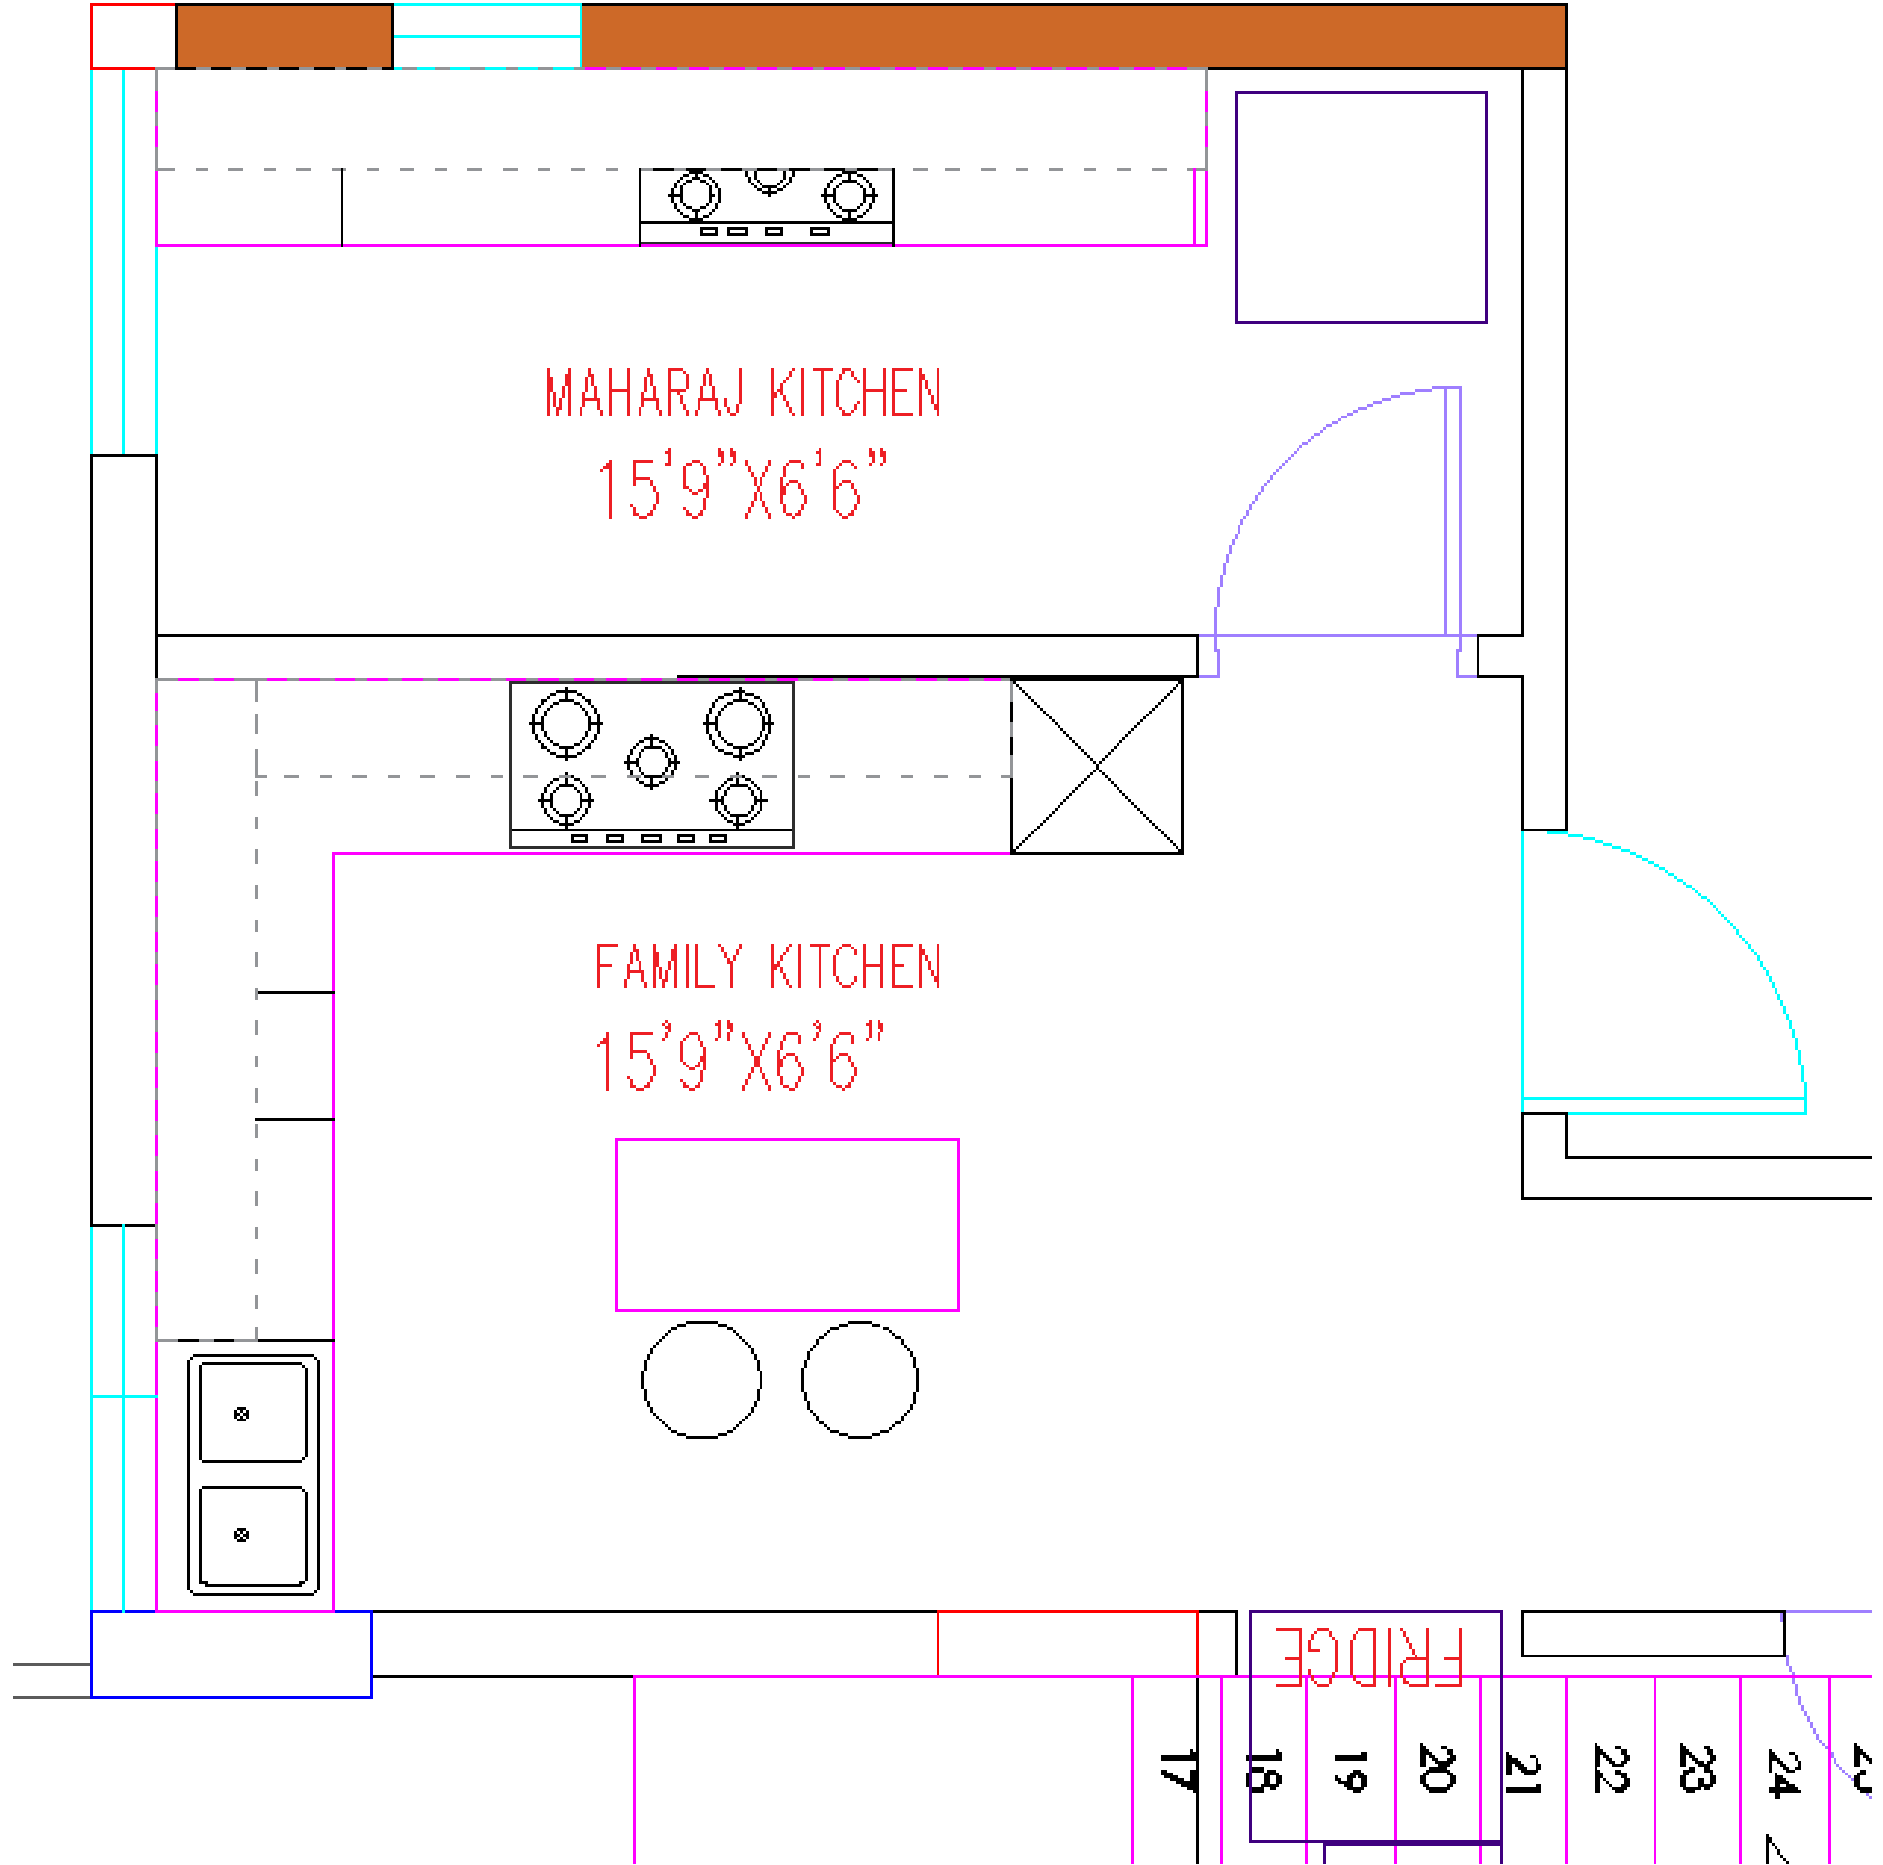 MAHARAJ KITCHEN
15'9"X6'6"
FAMILY KITCHEN
15'9"X6'6"
FRIDGE
17 18 19 20 21 22 23 24